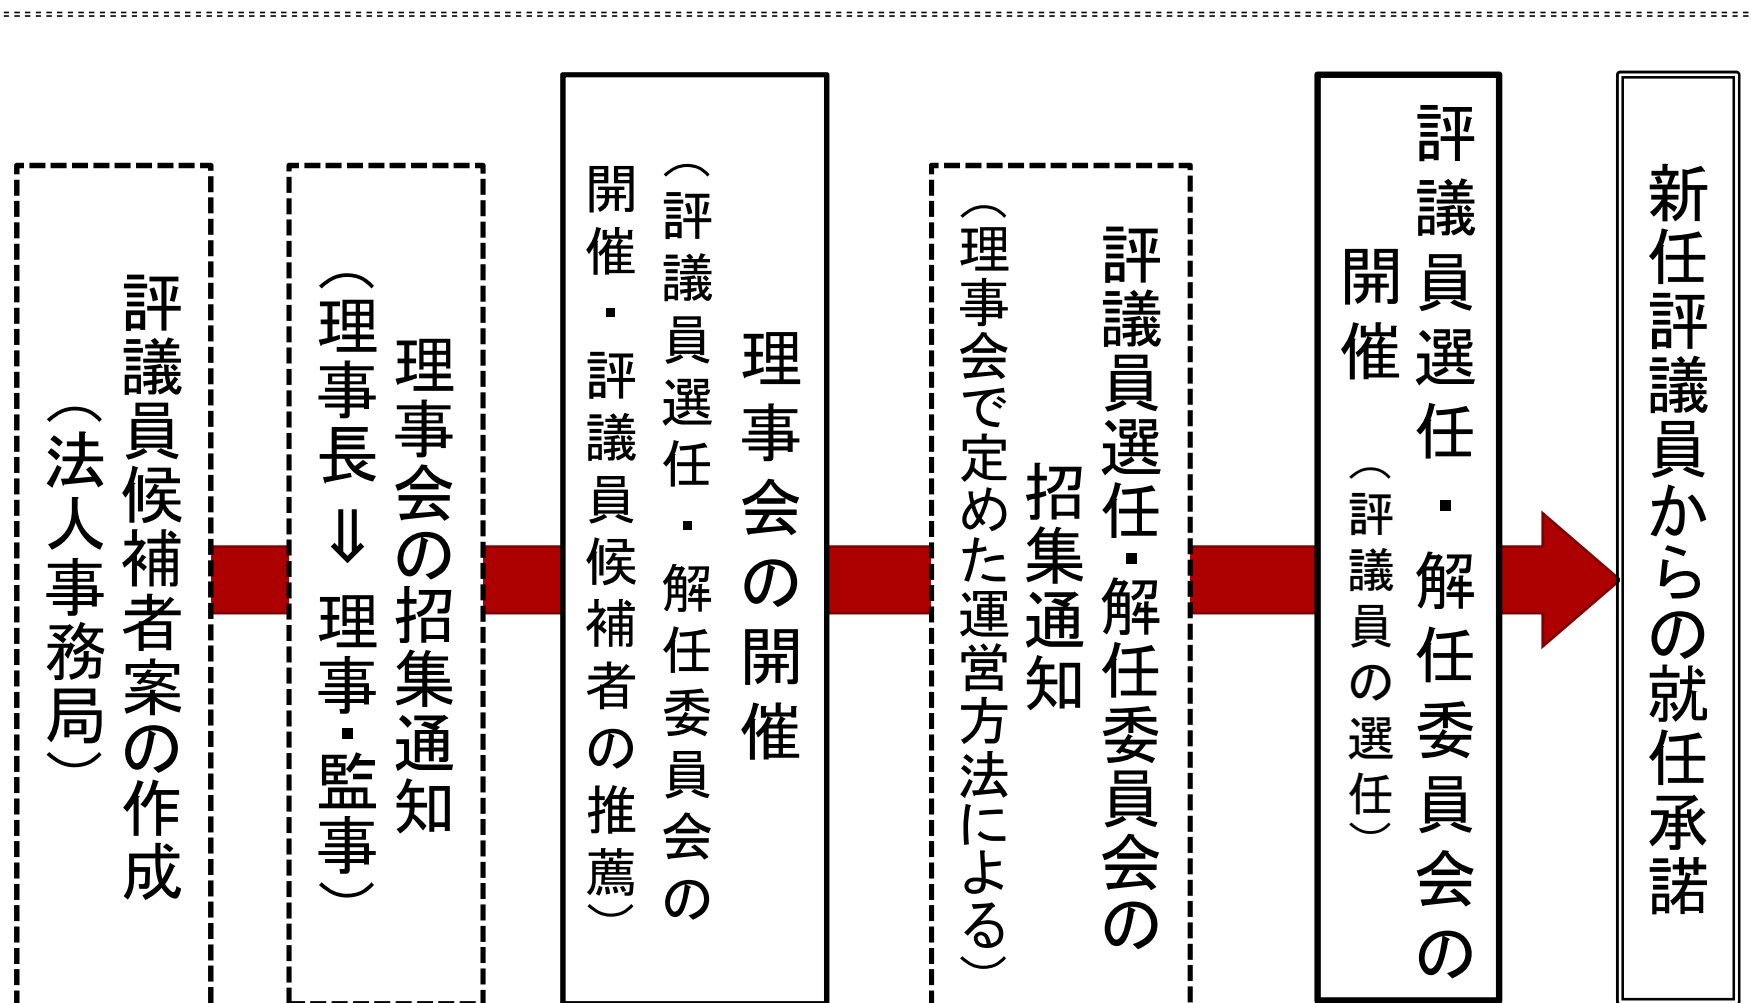 評議員候補者案の作成
（法人事務局）
理事会の招集通知
（理事長⇒理事・監事）
理事会の開催
（評議員選任・解任委員会の
開催・評議員候補者の推薦）
評議員選任・解任委員会の
招集通知
（理事会で定めた運営方法による）
評議員選任・解任委員会の
開催（評議員の選任）
新任評議員からの就任承諾